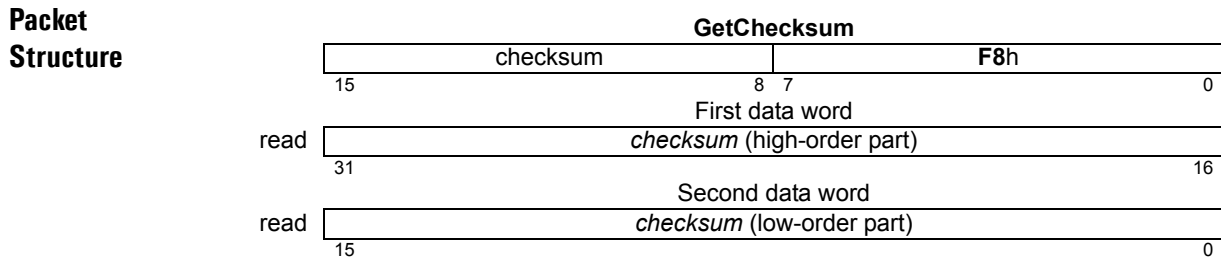 Packet
Structure
GetChecksum
checksum F8h
15 8 7 0
First data word
read checksum (high-order part)
31 16
Second data word
read checksum (low-order part)
15 0